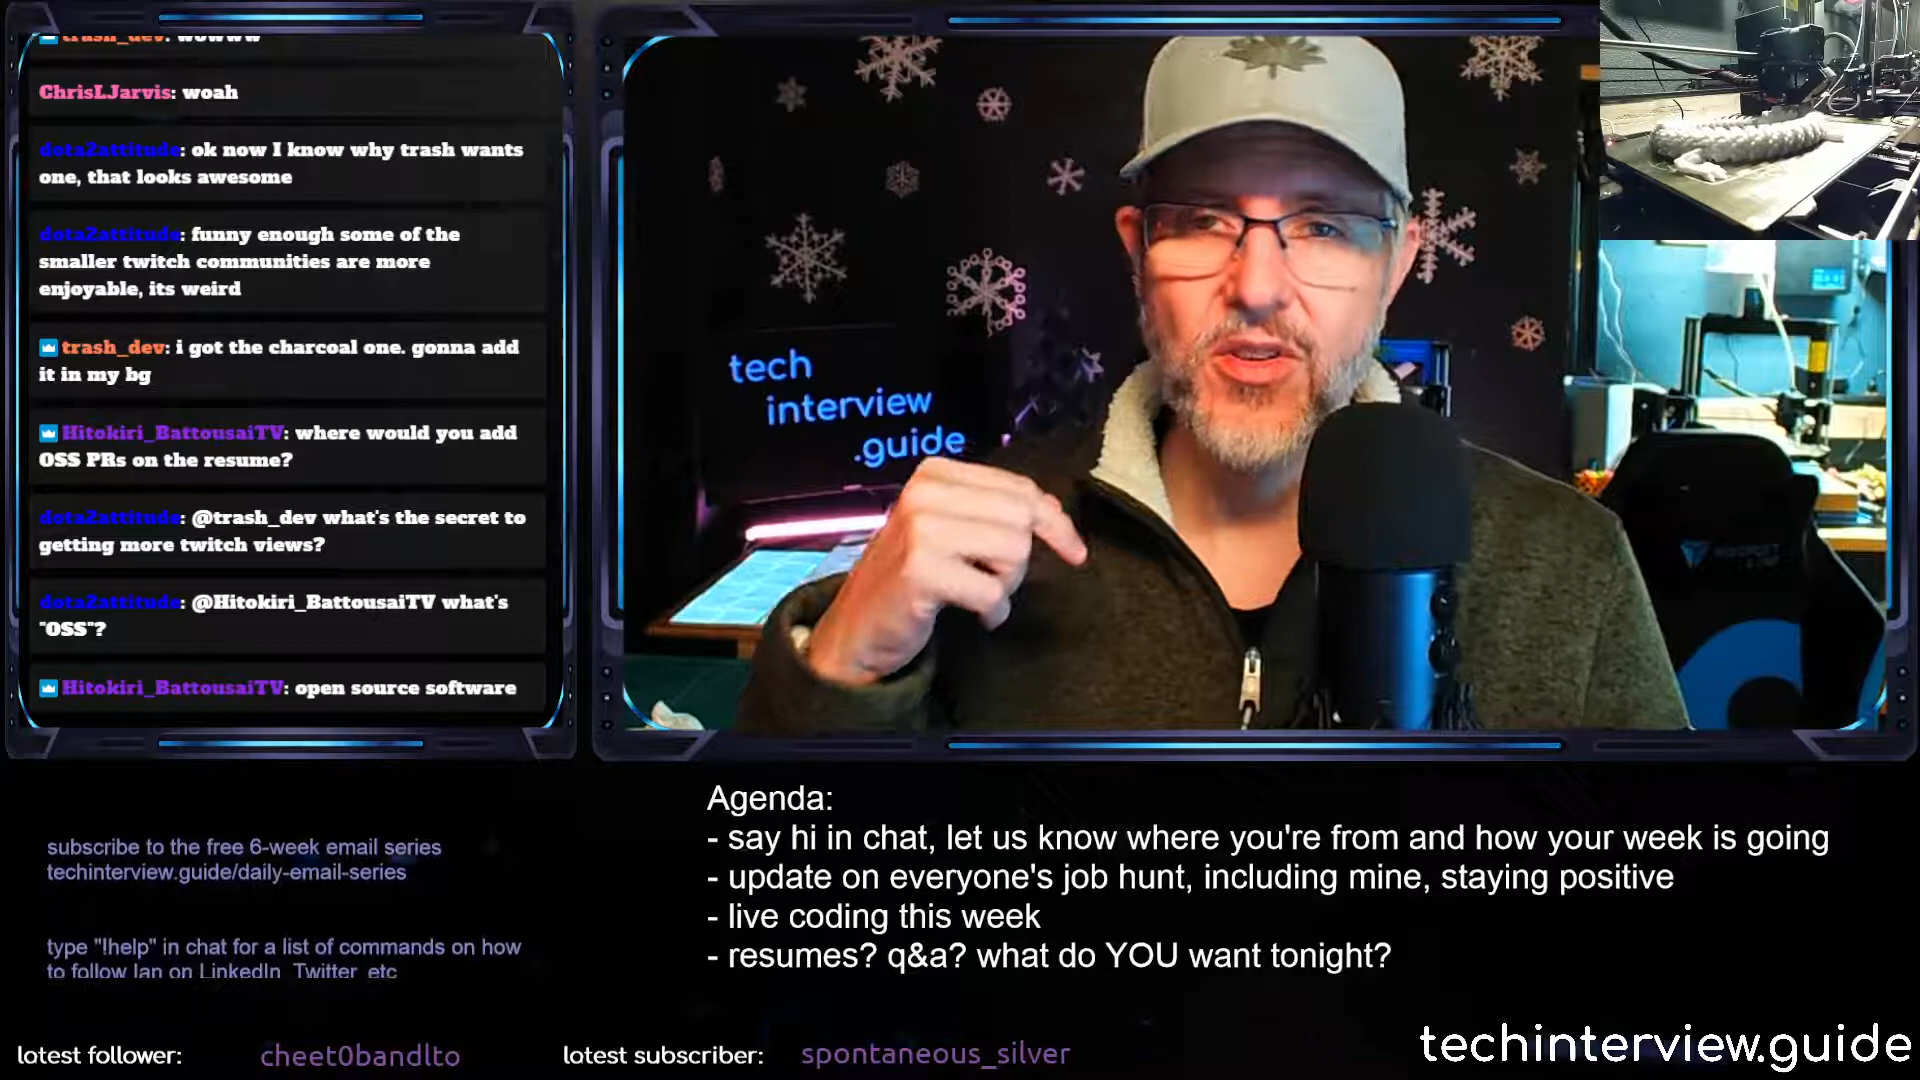 trash_dev: wowww
ChrisLJarvis: woah
dota2attitude: ok now I know why trash wants
one, that looks awesome
dota2attitude: funny enough some of the
smaller twitch communities are more
enjoyable, its weird
trash_dev: i got the charcoal one. gonna add
it in my bg
Hitokiri_BattousaiTV: where would you add
OSS PRs on the resume?
dota2attitude: @trash_dev what's the secret to
getting more twitch views?
dota2attitude: @Hitokiri_BattousaiTV what's
"OSS"?
Hitokiri_BattousaiTV: open source software
tech
interview
.guide
subscribe to the free 6-week email series
techinterview.guide/daily-email-series
type "!help" in chat for a list of commands on how
to follow Ian on LinkedIn, Twitter, etc
Agenda:
- say hi in chat, let us know where you're from and how your week is going
- update on everyone's job hunt, including mine, staying positive
- live coding this week
- resumes? q&a? what do YOU want tonight?
latest follower: cheet0bandlto
latest subscriber: spontaneous_silver
techinterview.guide